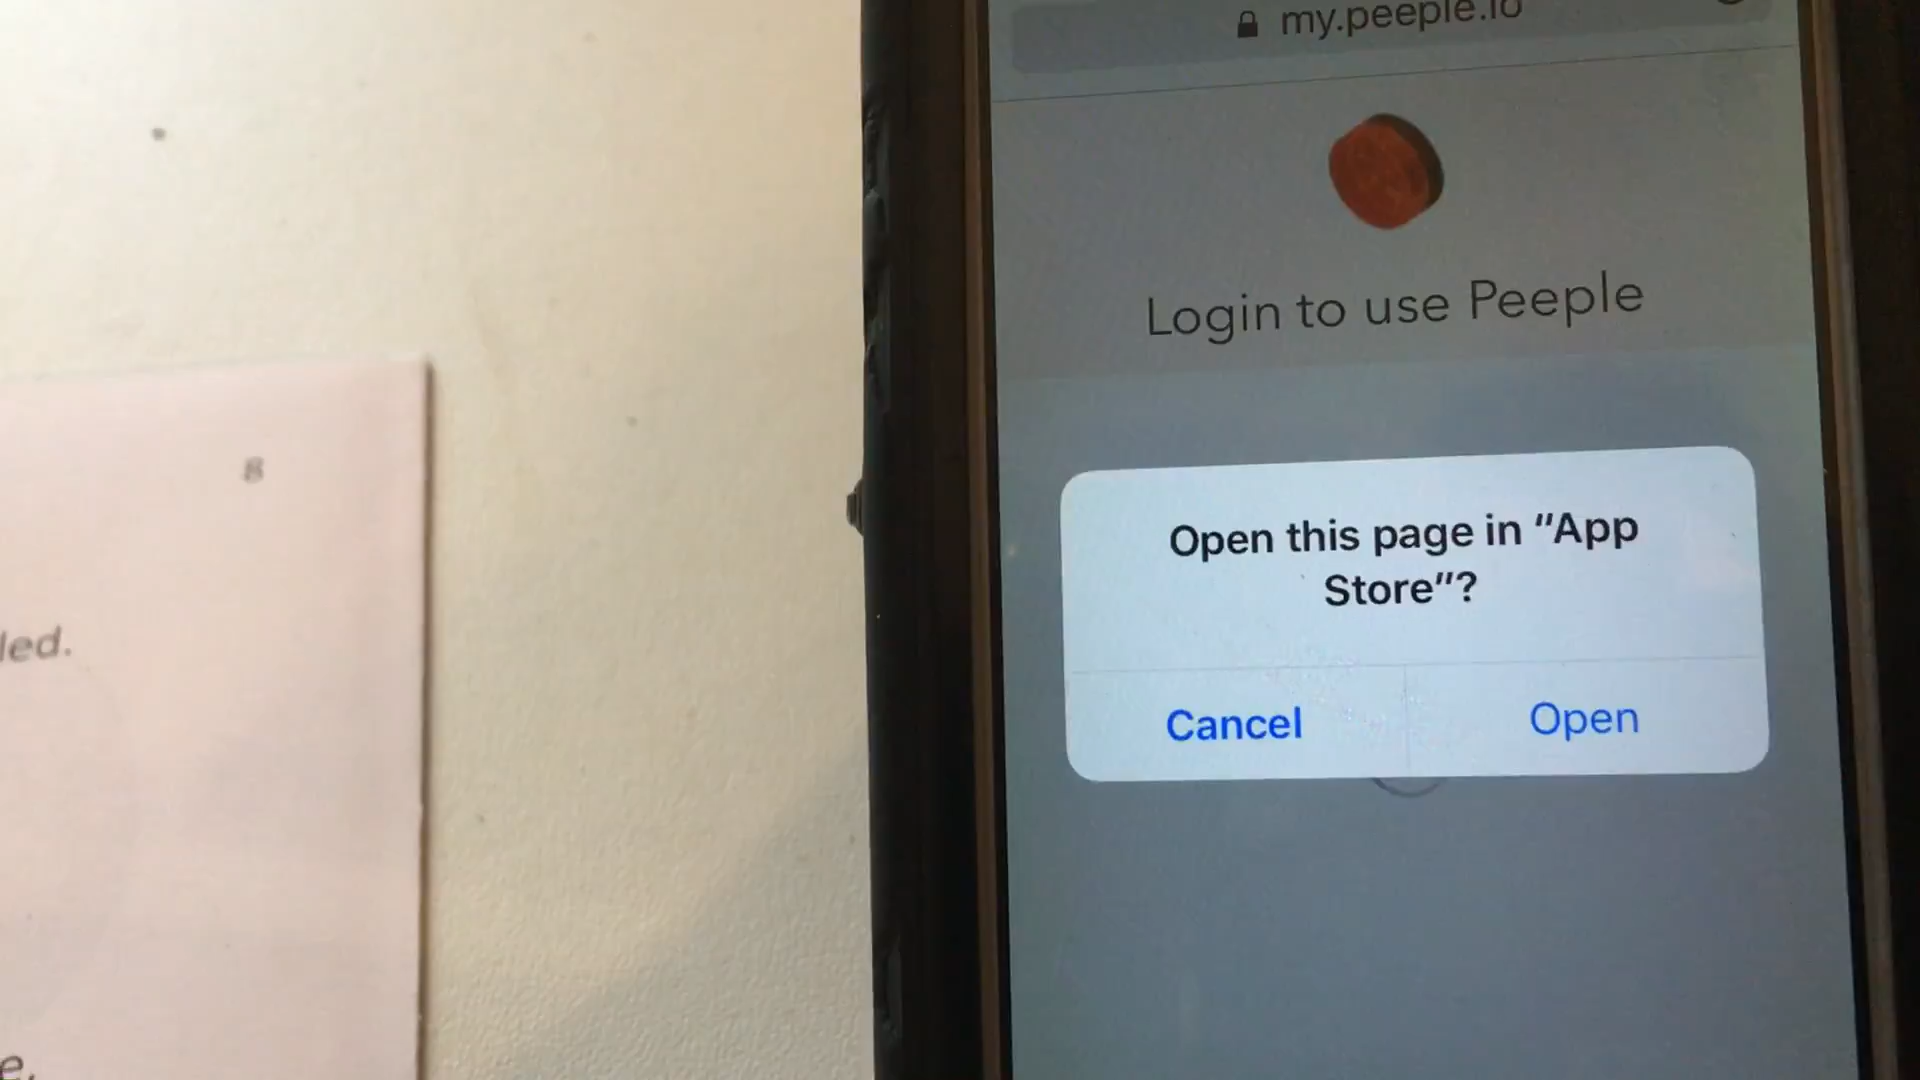 my.peeple.io
Login to use Peeple
Open this page in “App
Store”?
Cancel
Open
8
led.
e.